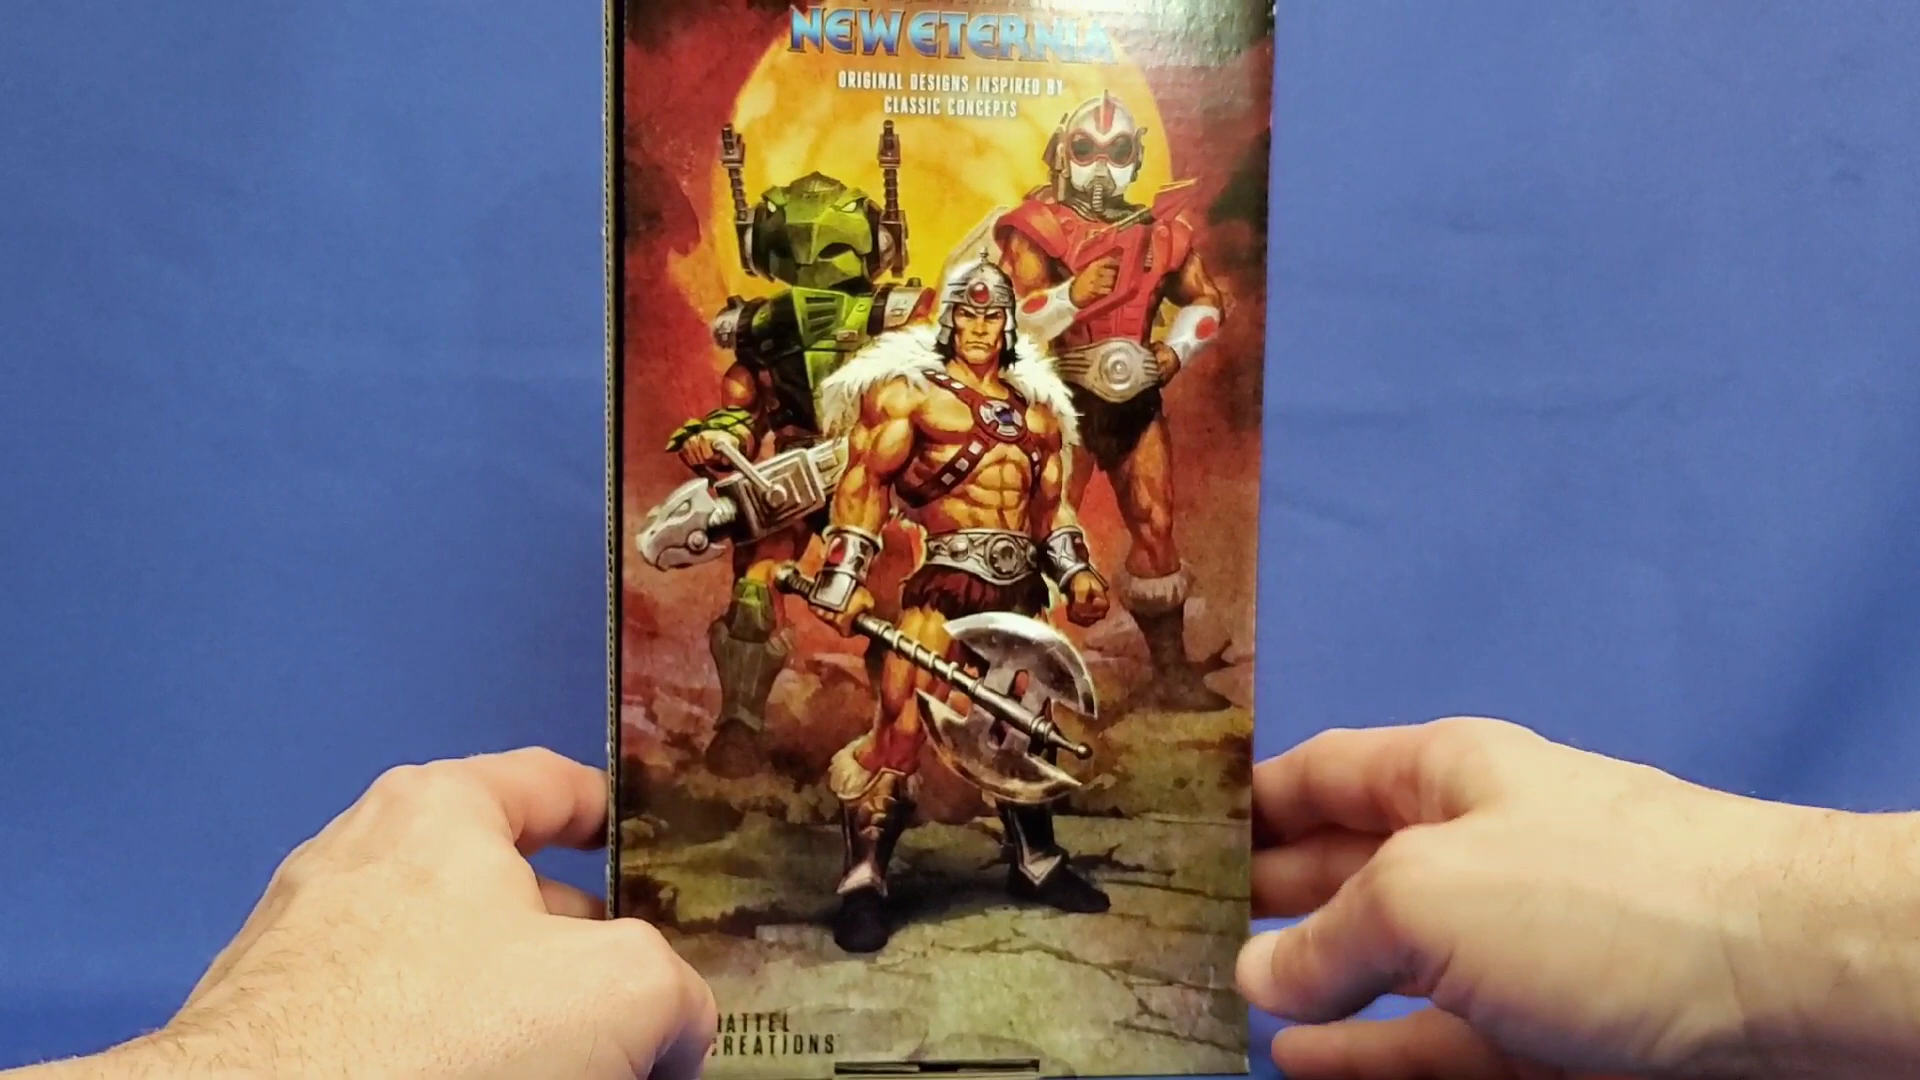 NEW ETERNIA
ORIGINAL DESIGNS INSPIRED BY
CLASSIC CONCEPTS
MATTEL
CREATIONS